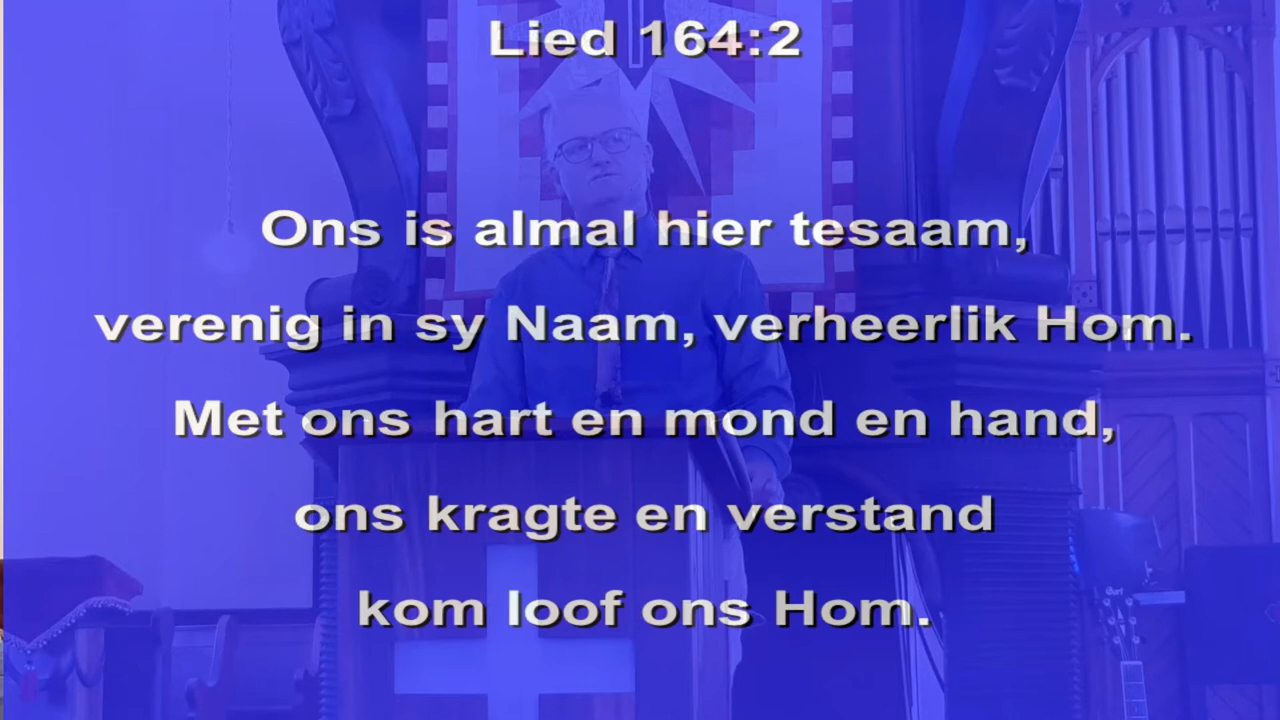 Lied 164:2
Ons is almal hier tesaam,
verenig in sy Naam, verheerlik Hom.
Met ons hart en mond en hand,
ons kragte en verstand
kom loof ons Hom.